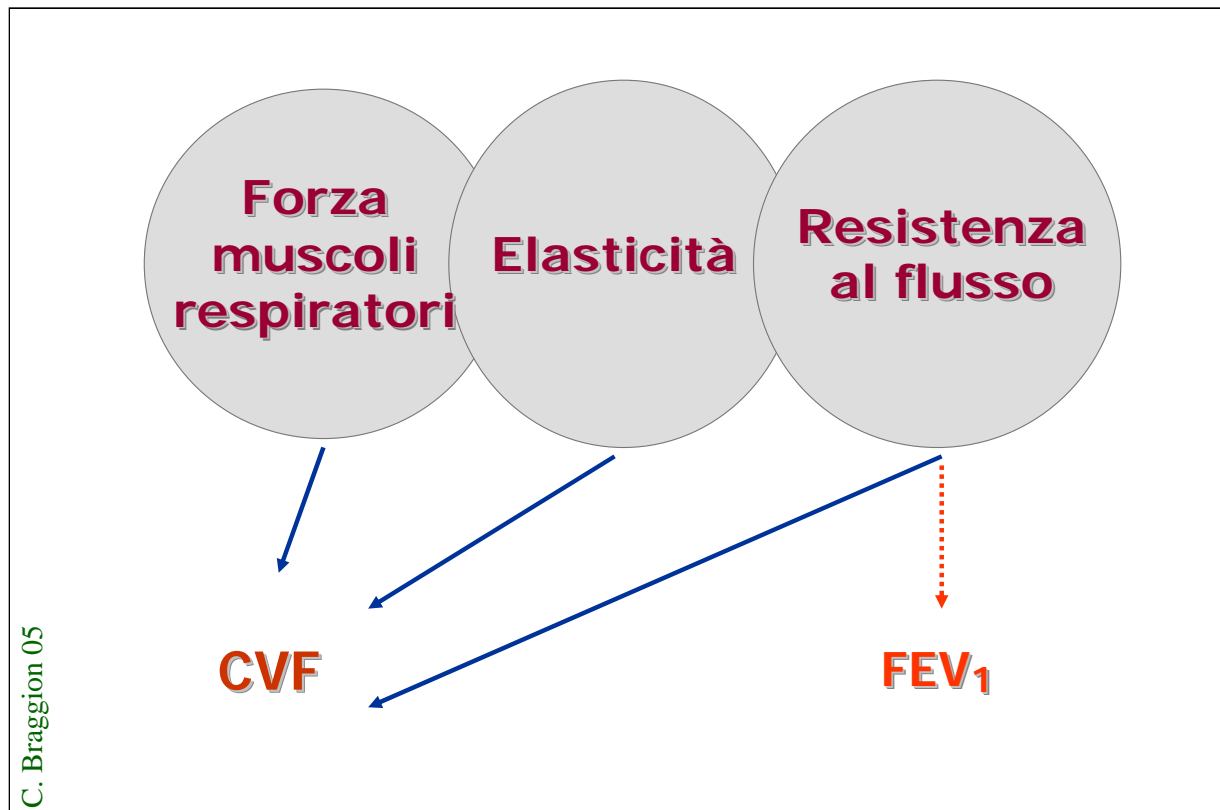 Forza
muscoli
respiratori
Elasticità
Resistenza
al flusso
CVF
FEV₁
C. Braggion 05